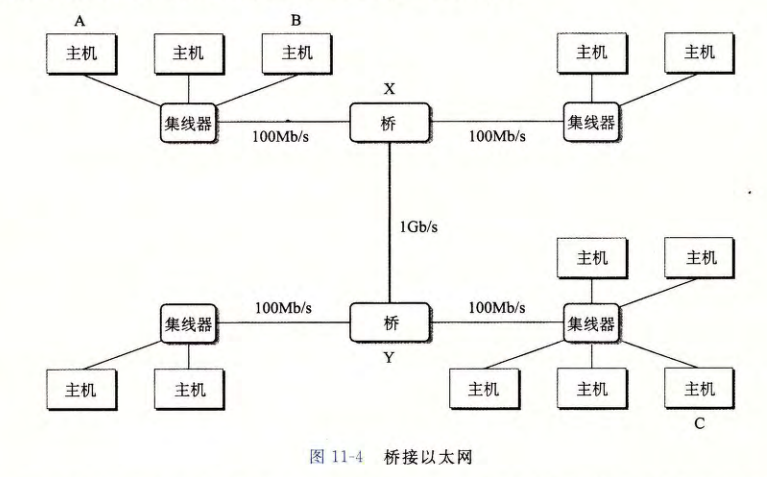 A B
主机 主机 主机 主机 主机
X
集线器 桥 集线器
100Mb/s 100Mb/s
1Gb/s
主机 主机
100Mb/s 100Mb/s
集线器 桥 集线器
Y
主机 主机 主机 主机 主机
C
图 11-4 桥接以太网